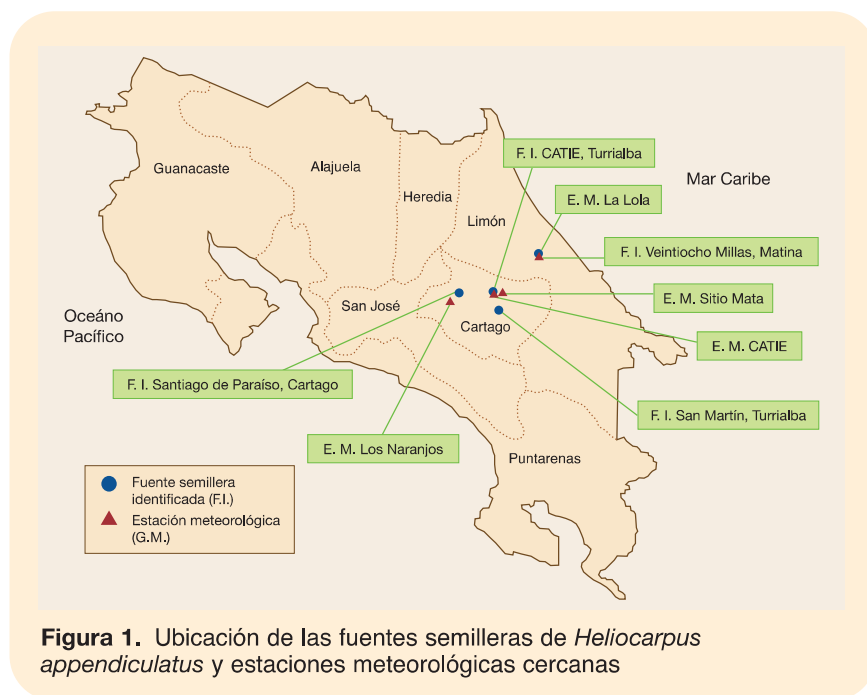 F. I. CATIE, Turrialba
Mar Caribe
Guanacaste
Alajuela
Heredia
E. M. La Lola
Limón
F. I. Veintiocho Millas, Matina
E. M. Sitio Mata
San José
Oceáno
Pacífico
Cartago
E. M. CATIE
F. I. Santiago de Paraíso, Cartago
F. I. San Martín, Turrialba
E. M. Los Naranjos
Puntarenas
Fuente semillera
identificada (F.I.)
Estación meteorológica
(G.M.)
Figura 1. Ubicación de las fuentes semilleras de Heliocarpus
appendiculatus y estaciones meteorológicas cercanas